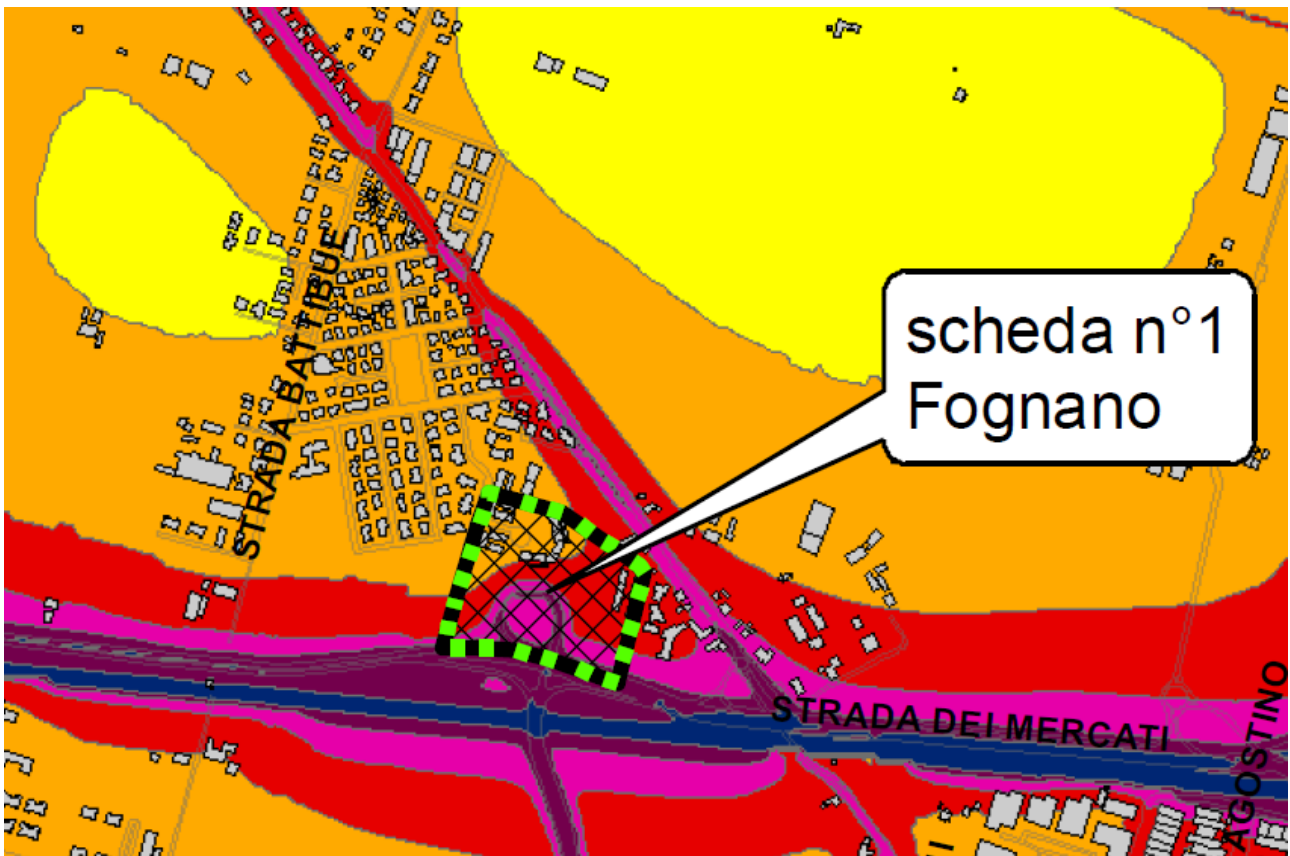 STRADA BATTIBUE
scheda n°1
Fognano
STRADA DEI MERCATI
AGOSTINO